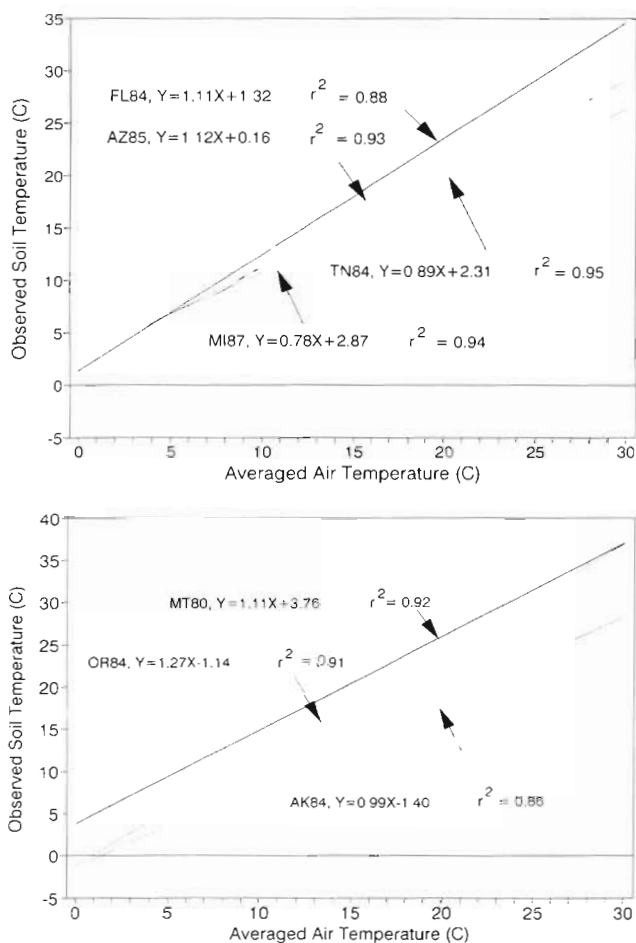 35
30
25
20
15
10
5
0
-5
Observed Soil Temperature (C)
FL84, Y=1.11X+1 32 r² = 0.88
AZ85, Y=1 12X+0.16 r² = 0.93
TN84, Y=0 89X+2.31 r² = 0.95
MI87, Y=0.78X+2.87 r² = 0.94
0 5 10 15 20 25 30
Averaged Air Temperature (C)
40
35
30
25
20
15
10
5
0
-5
Observed Soil Temperature (C)
MT80, Y=1.11X+3.76 r²= 0.92
OR84, Y=1.27X-1.14 r² = 0.91
AK84, Y=0 99X-1 40 r² = 0.86
0 5 10 15 20 25 30
Averaged Air Temperature (C)